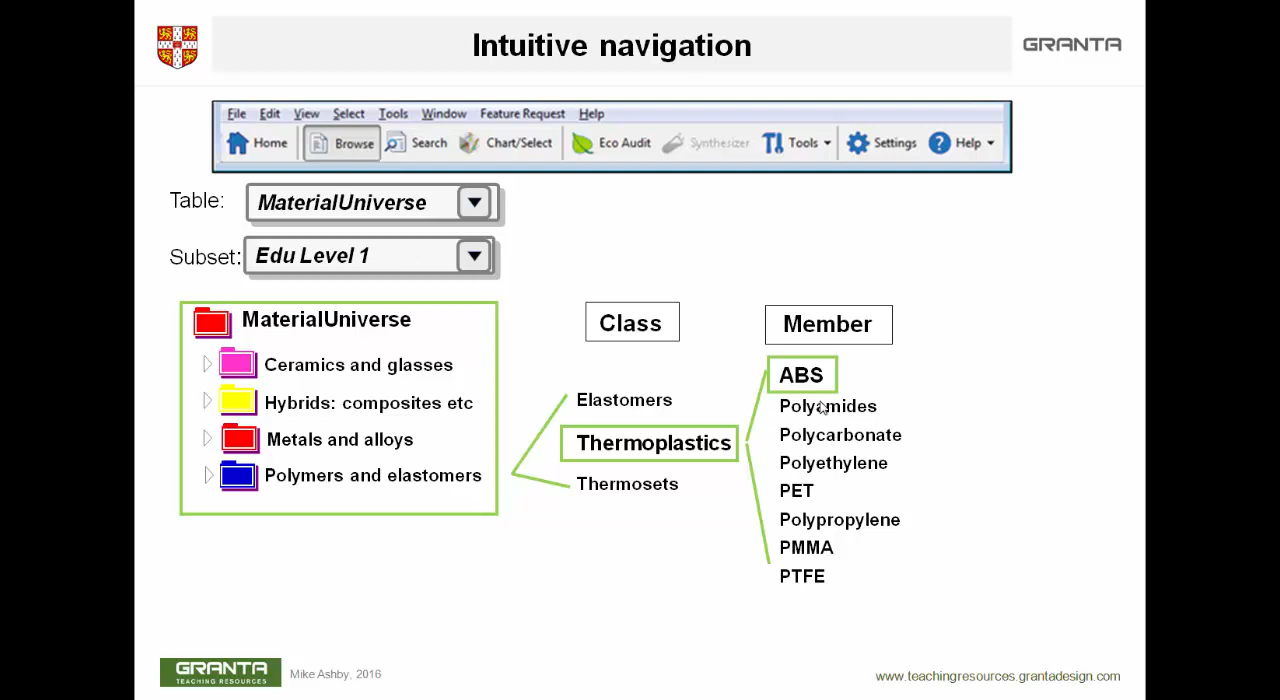 Intuitive navigation
GRANTA
File Edit View Select Tools Window Feature Request Help
Home Browse Search Chart/Select Eco Audit Synthesizer Tools Settings Help
Table: MaterialUniverse
Subset: Edu Level 1
MaterialUniverse
Ceramics and glasses
Hybrids: composites etc
Metals and alloys
Polymers and elastomers
Class
Elastomers
Thermoplastics
Thermosets
Member
ABS
Polyamides
Polycarbonate
Polyethylene
PET
Polypropylene
PMMA
PTFE
GRANTA
TEACHING RESOURCES
Mike Ashby, 2016
www.teachingresources.grantadesign.com